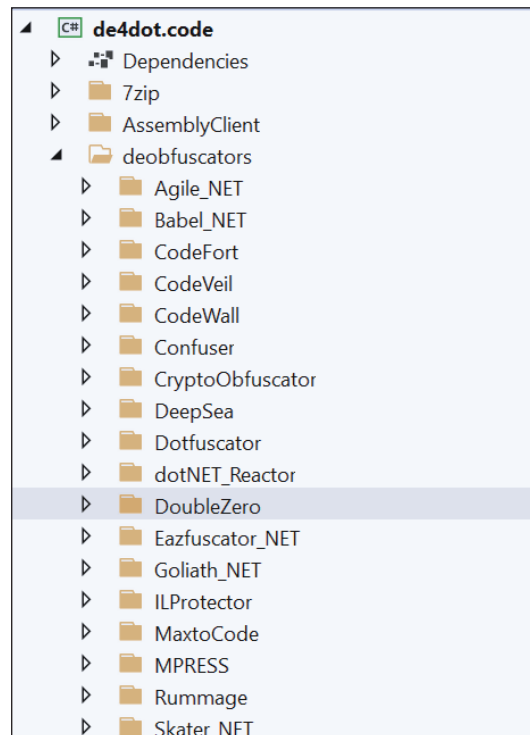 C# de4dot.code
Dependencies
7zip
AssemblyClient
deobfuscators
Agile_NET
Babel_NET
CodeFort
CodeVeil
CodeWall
Confuser
CryptoObfuscator
DeepSea
Dotfuscator
dotNET_Reactor
DoubleZero
Eazfuscator_NET
Goliath_NET
ILProtector
MaxtoCode
MPRESS
Rummage
Skater_NET